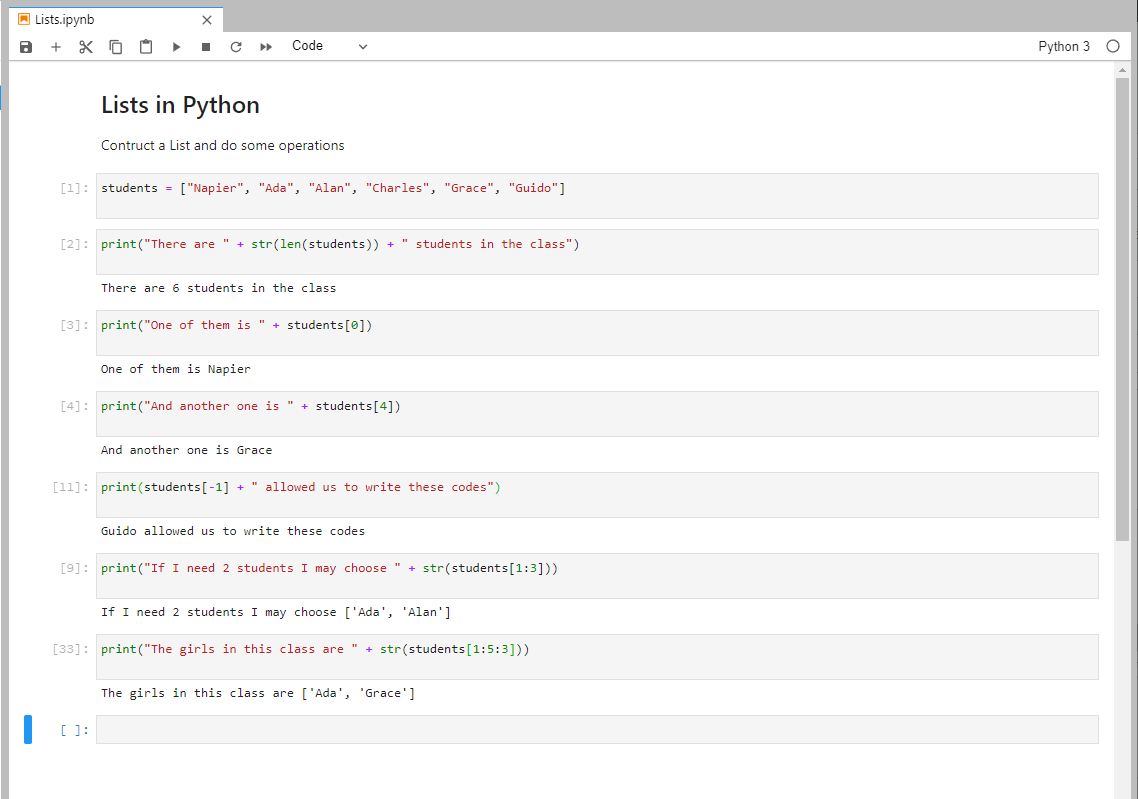 Lists.ipynb
Code
Python 3
Lists in Python
Contruct a List and do some operations
[1]: students = ["Napier", "Ada", "Alan", "Charles", "Grace", "Guido"]
[2]: print("There are " + str(len(students)) + " students in the class")
There are 6 students in the class
[3]: print("One of them is " + students[0])
One of them is Napier
[4]: print("And another one is " + students[4])
And another one is Grace
[11]: print(students[-1] + " allowed us to write these codes")
Guido allowed us to write these codes
[9]: print("If I need 2 students I may choose " + str(students[1:3]))
If I need 2 students I may choose ['Ada', 'Alan']
[33]: print("The girls in this class are " + str(students[1:5:3]))
The girls in this class are ['Ada', 'Grace']
[ ]: